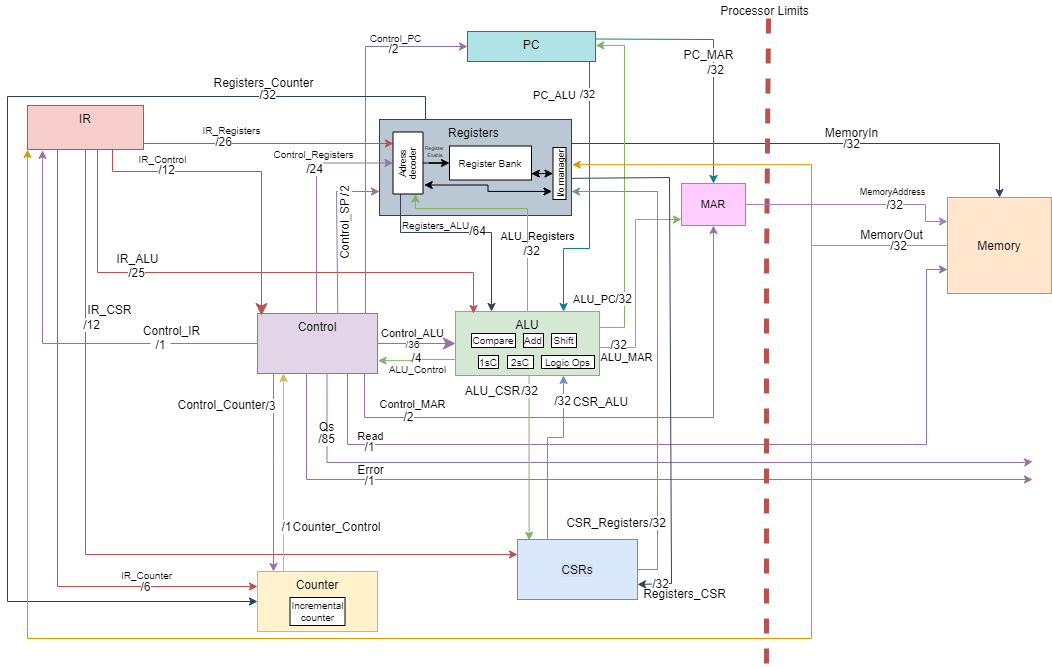 Processor Limits
Control_PC
/2
PC
PC_MAR
/32
Registers_Counter
/32
PC_ALU /32
IR
IR_Registers
/26
Registers
MemoryIn
/32
IR_Control
/12
Control_Registers
/24
Adress
decoder
Register
Enable
Register Bank
I/o manager
Control_SP/2
MAR
MemoryAddress
/32
MemoryOut
/32
Memory
Registers_ALU/64
ALU_Registers
/32
IR_ALU
/25
ALU_PC/32
IR_CSR
/12
Control_IR
/1
Control
Control_ALU
/36
/4
ALU_Control
ALU
Compare
Add
Shift
1sC
2sC
Logic Ops
/32
ALU_MAR
ALU_CSR/32
/32 CSR_ALU
Control_Counter/3
Control_MAR
/2
Qs
/85
Read
/1
Error
/1
/1Counter_Control
CSR_Registers/32
CSRs
/32
Registers_CSR
IR_Counter
/6
Counter
Incremental
counter